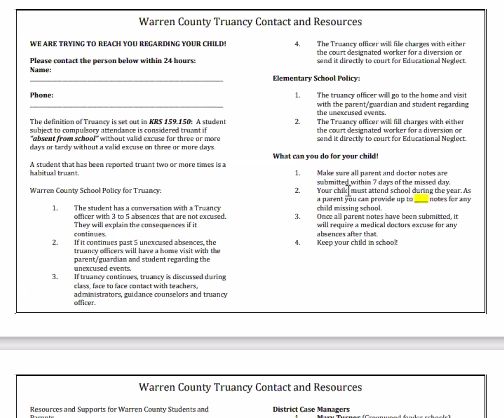 Warren County Truancy Contact and Resources
WE ARE TRYING TO REACH YOU REGARDING YOUR CHILD!
Please contact the person below within 24 hours:
Name:
Phone:
The definition of Truancy is set out in KRS 159.150: A student
subject to compulsory attendance is considered truant if
"absent from school" without valid excuse for three or more
days or tardy without a valid excuse on three or more days.
A student that has been reported truant two or more times is a
habitual truant.
Warren County School Policy for Truancy:
1. The student has a conversation with a Truancy
officer with 3 to 5 absences that are not excused.
They will explain the consequences if it
continues.
2. If it continues past 5 unexcused absences, the
truancy officers will have a home visit with the
parent/guardian and student regarding the
unexcused events.
3. If truancy continues, truancy is discussed during
class, face to face contact with teachers,
administrators, guidance counselors and truancy
officer.
4. The Truancy officer will file charges with either
the court designated worker for a diversion or
send it directly to court for Educational Neglect.
Elementary School Policy:
1. The truancy officer will go to the home and visit
with the parent/guardian and student regarding
the unexcused events.
2. The Truancy officer will fill charges with either
the court designated worker for a diversion or
send it directly to court for Educational Neglect.
What can you do for your child!
1. Make sure all parent and doctor notes are
submitted within 7 days of the missed day.
2. Your child must attend school during the year. As
a parent you can provide up to ____ notes for any
child missing school.
3. Once all parent notes have been submitted, it
will require a medical doctors excuse for any
absences after that.
4. Keep your child in school!
Warren County Truancy Contact and Resources
Resources and Supports for Warren County Students and
Parents
District Case Managers
1. Mary Turner (Greenwood feeder schools)